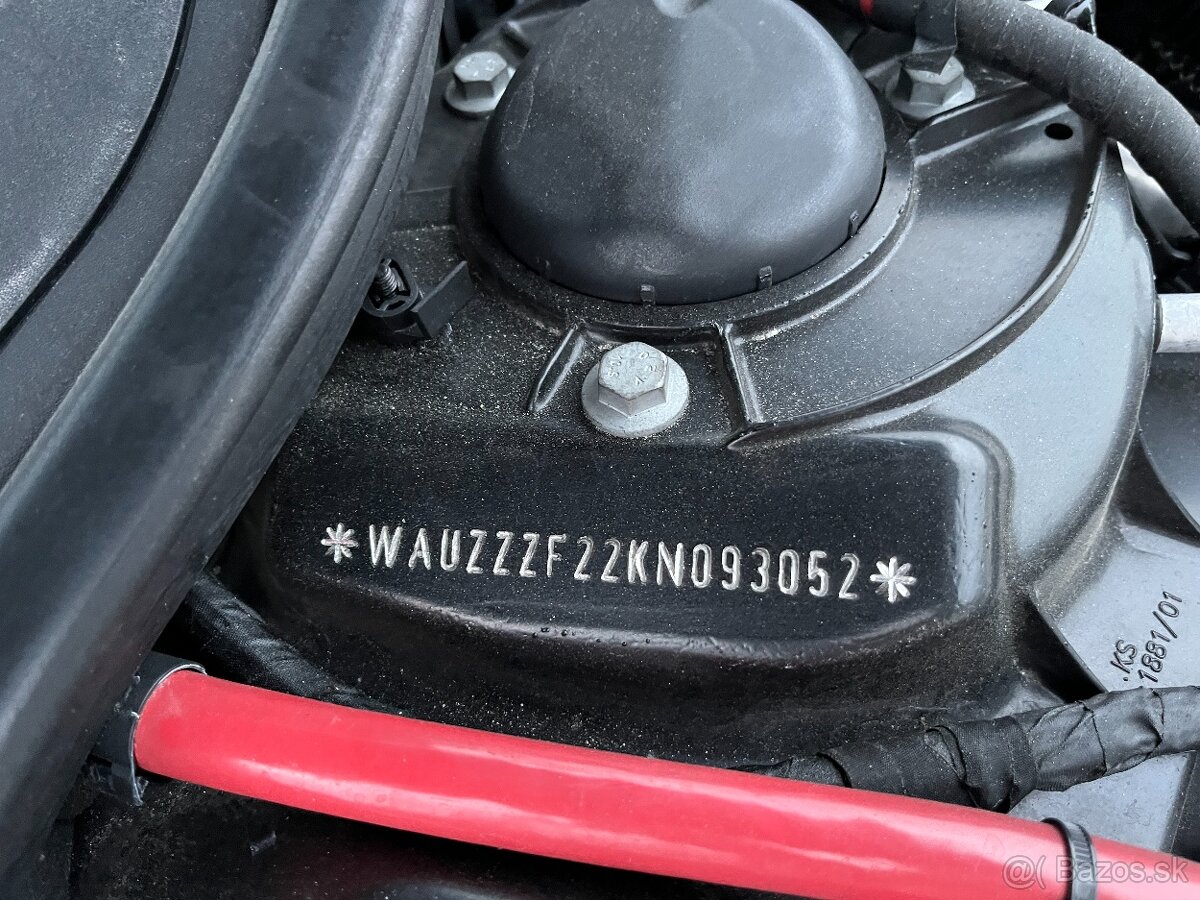 *WAUZZZF22KN093052*
.KS
1881/01
Bazos.sk